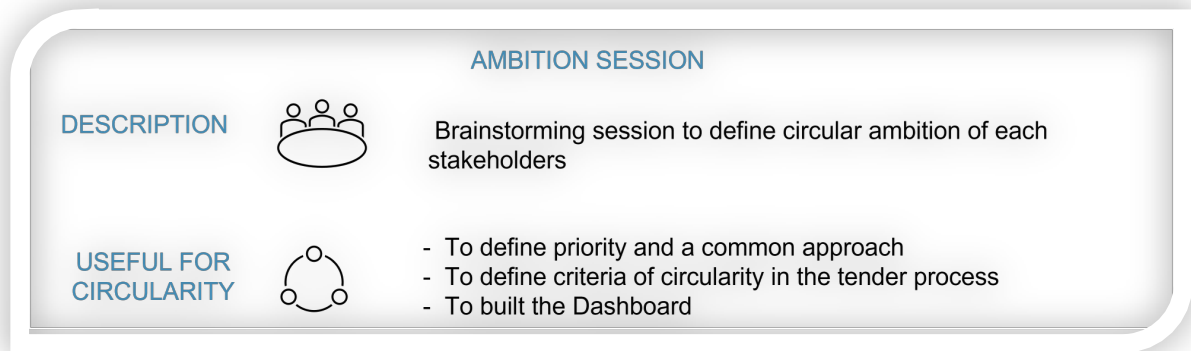 AMBITION SESSION
DESCRIPTION
Brainstorming session to define circular ambition of each
stakeholders
USEFUL FOR
CIRCULARITY
- To define priority and a common approach
- To define criteria of circularity in the tender process
- To built the Dashboard